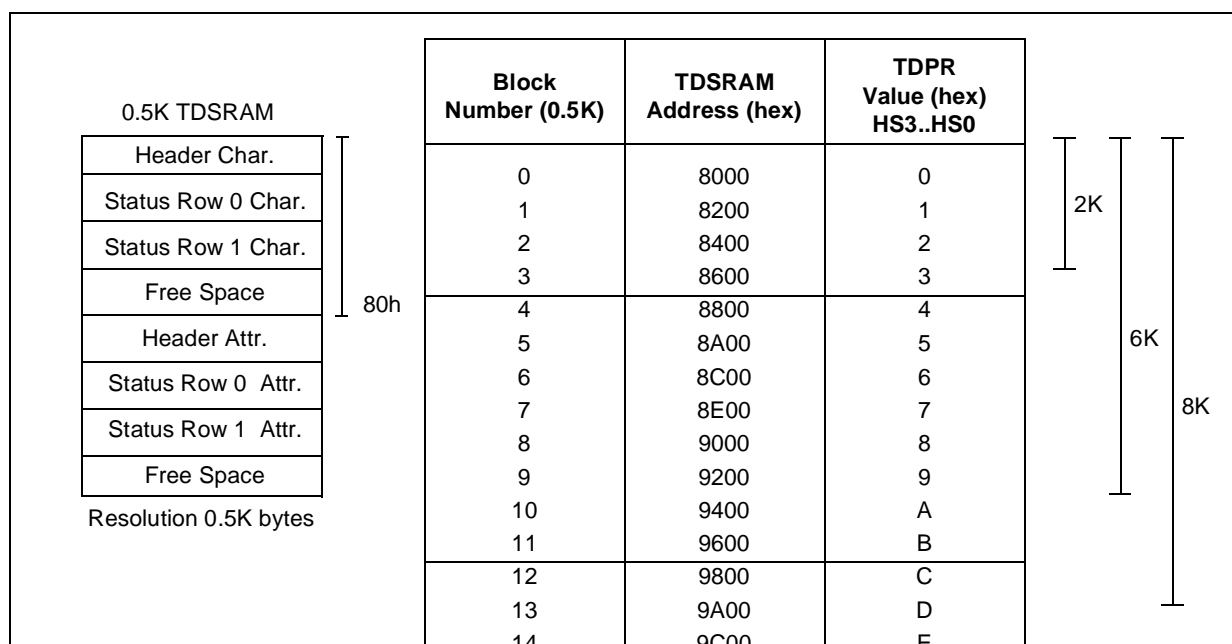 0.5K TDSRAM
Header Char.
Status Row 0 Char.
Status Row 1 Char.
Free Space
80h
Header Attr.
Status Row 0 Attr.
Status Row 1 Attr.
Free Space
Resolution 0.5K bytes
Block Number (0.5K) TDSRAM Address (hex) TDPR Value (hex) HS3..HS0
0 8000 0
1 8200 1
2 8400 2
3 8600 3
4 8800 4
5 8A00 5
6 8C00 6
7 8E00 7
8 9000 8
9 9200 9
10 9400 A
11 9600 B
12 9800 C
13 9A00 D
14 9C00 E
2K
6K
8K